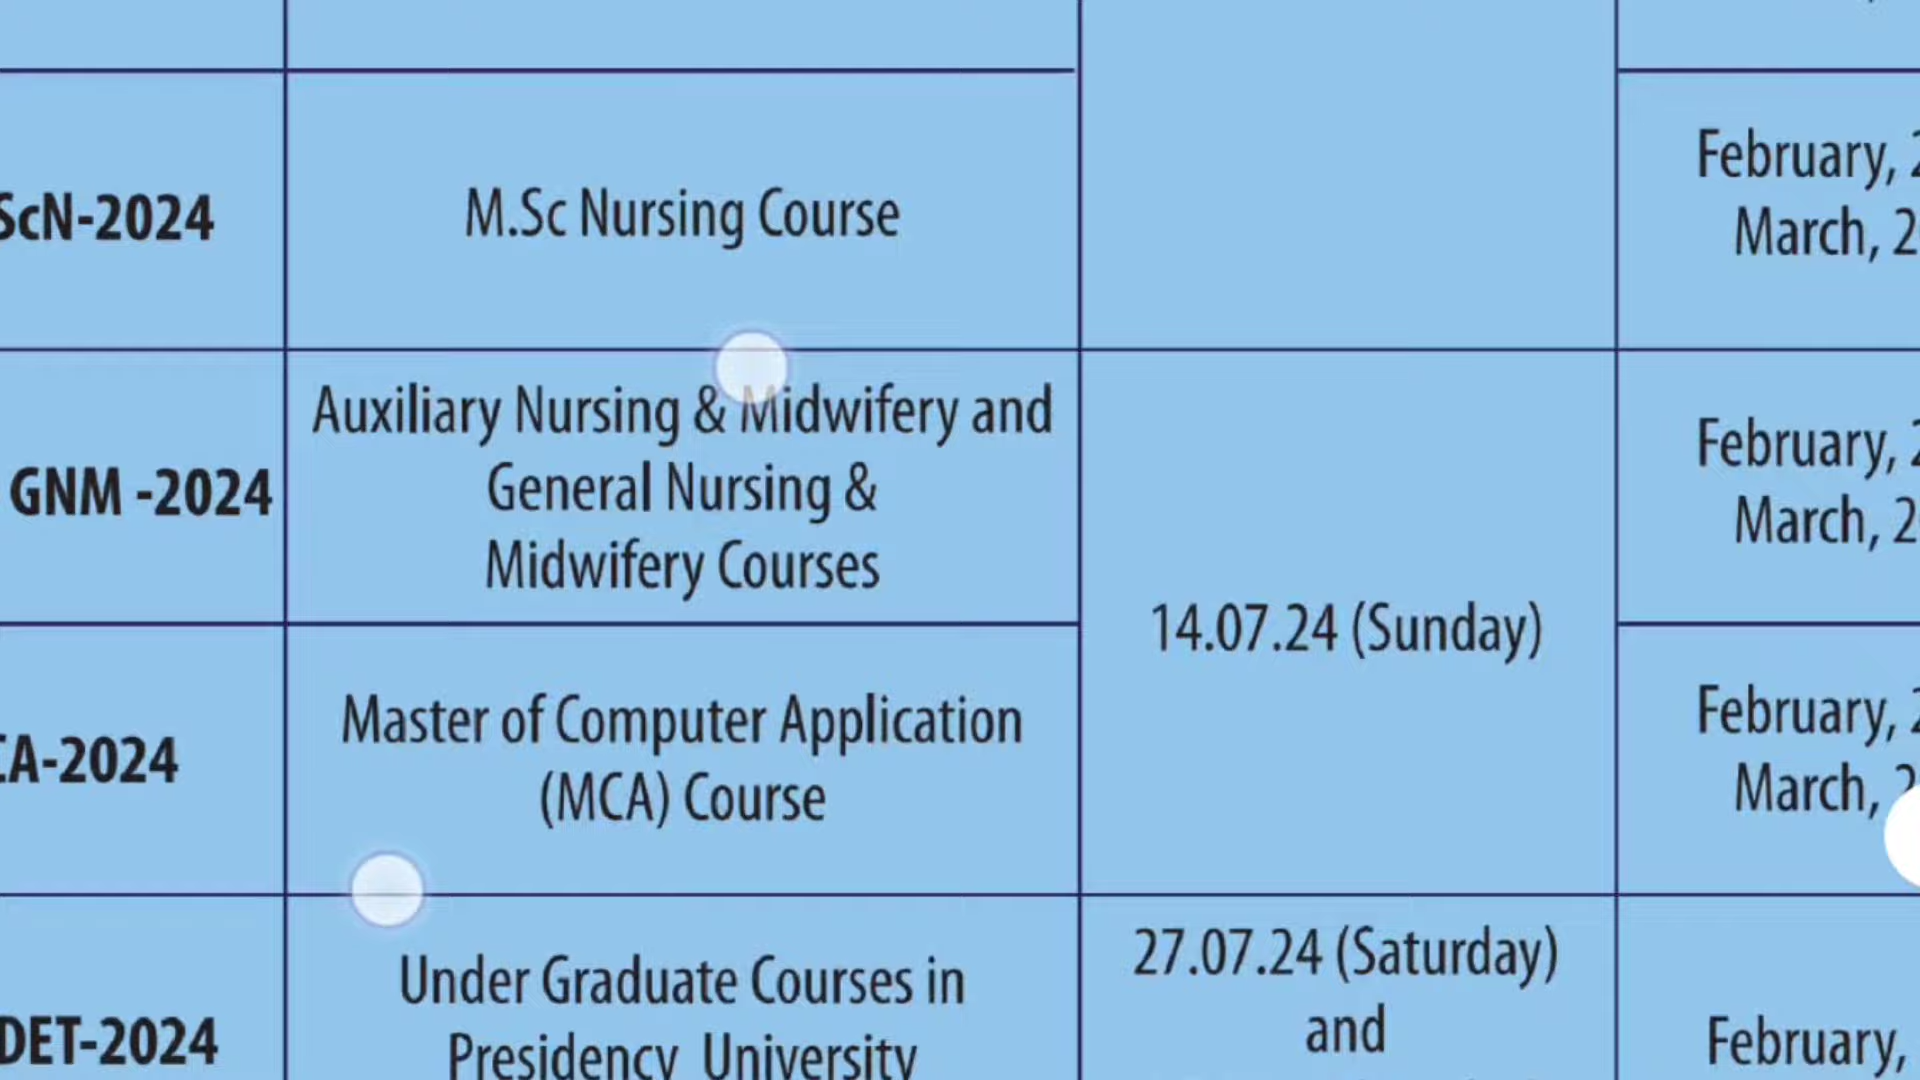 ScN-2024
M.Sc Nursing Course
February,
March,
GNM -2024
Auxiliary Nursing & Midwifery and
General Nursing &
Midwifery Courses
14.07.24 (Sunday)
February,
March,
CA-2024
Master of Computer Application
(MCA) Course
February,
March,
DET-2024
Under Graduate Courses in
Presidency University
27.07.24 (Saturday)
and
February,